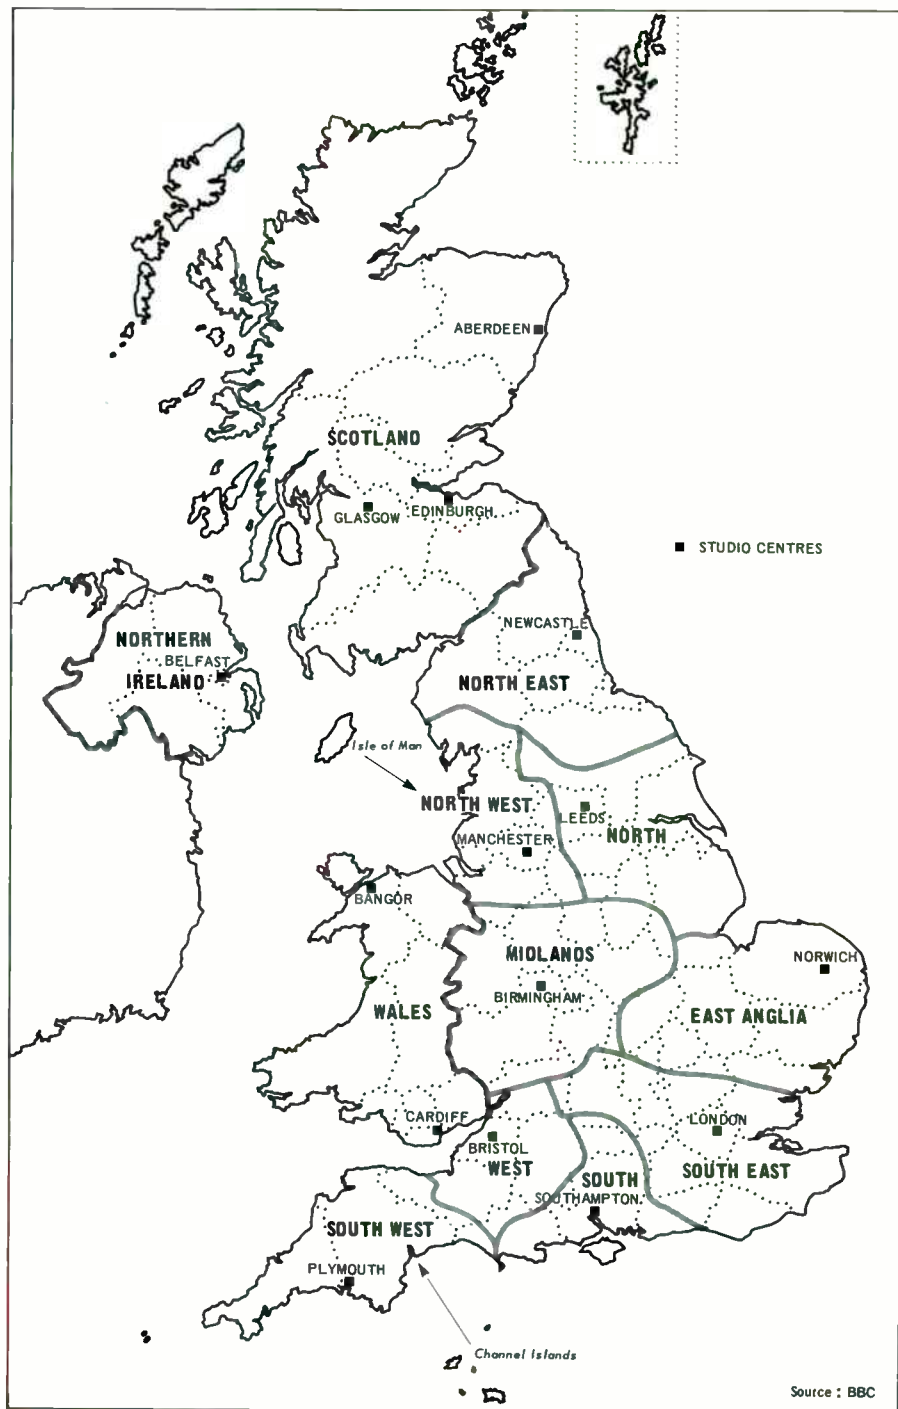 ABERDEEN
SCOTLAND
GLASGOW
EDINBURGH
STUDIO CENTRES
NEWCASTLE
NORTHERN
BELFAST
IRELAND
NORTH EAST
Isle of Man
NORTH WEST
LEEDS
NORTH
MANCHESTER
BANGOR
MIDLANDS
NORWICH
BIRMINGHAM
WALES
EAST ANGLIA
CARDIFF
LONDON
BRISTOL
WEST
SOUTH EAST
SOUTH
SOUTHAMPTON
SOUTH WEST
PLYMOUTH
Channel Islands
Source : BBC